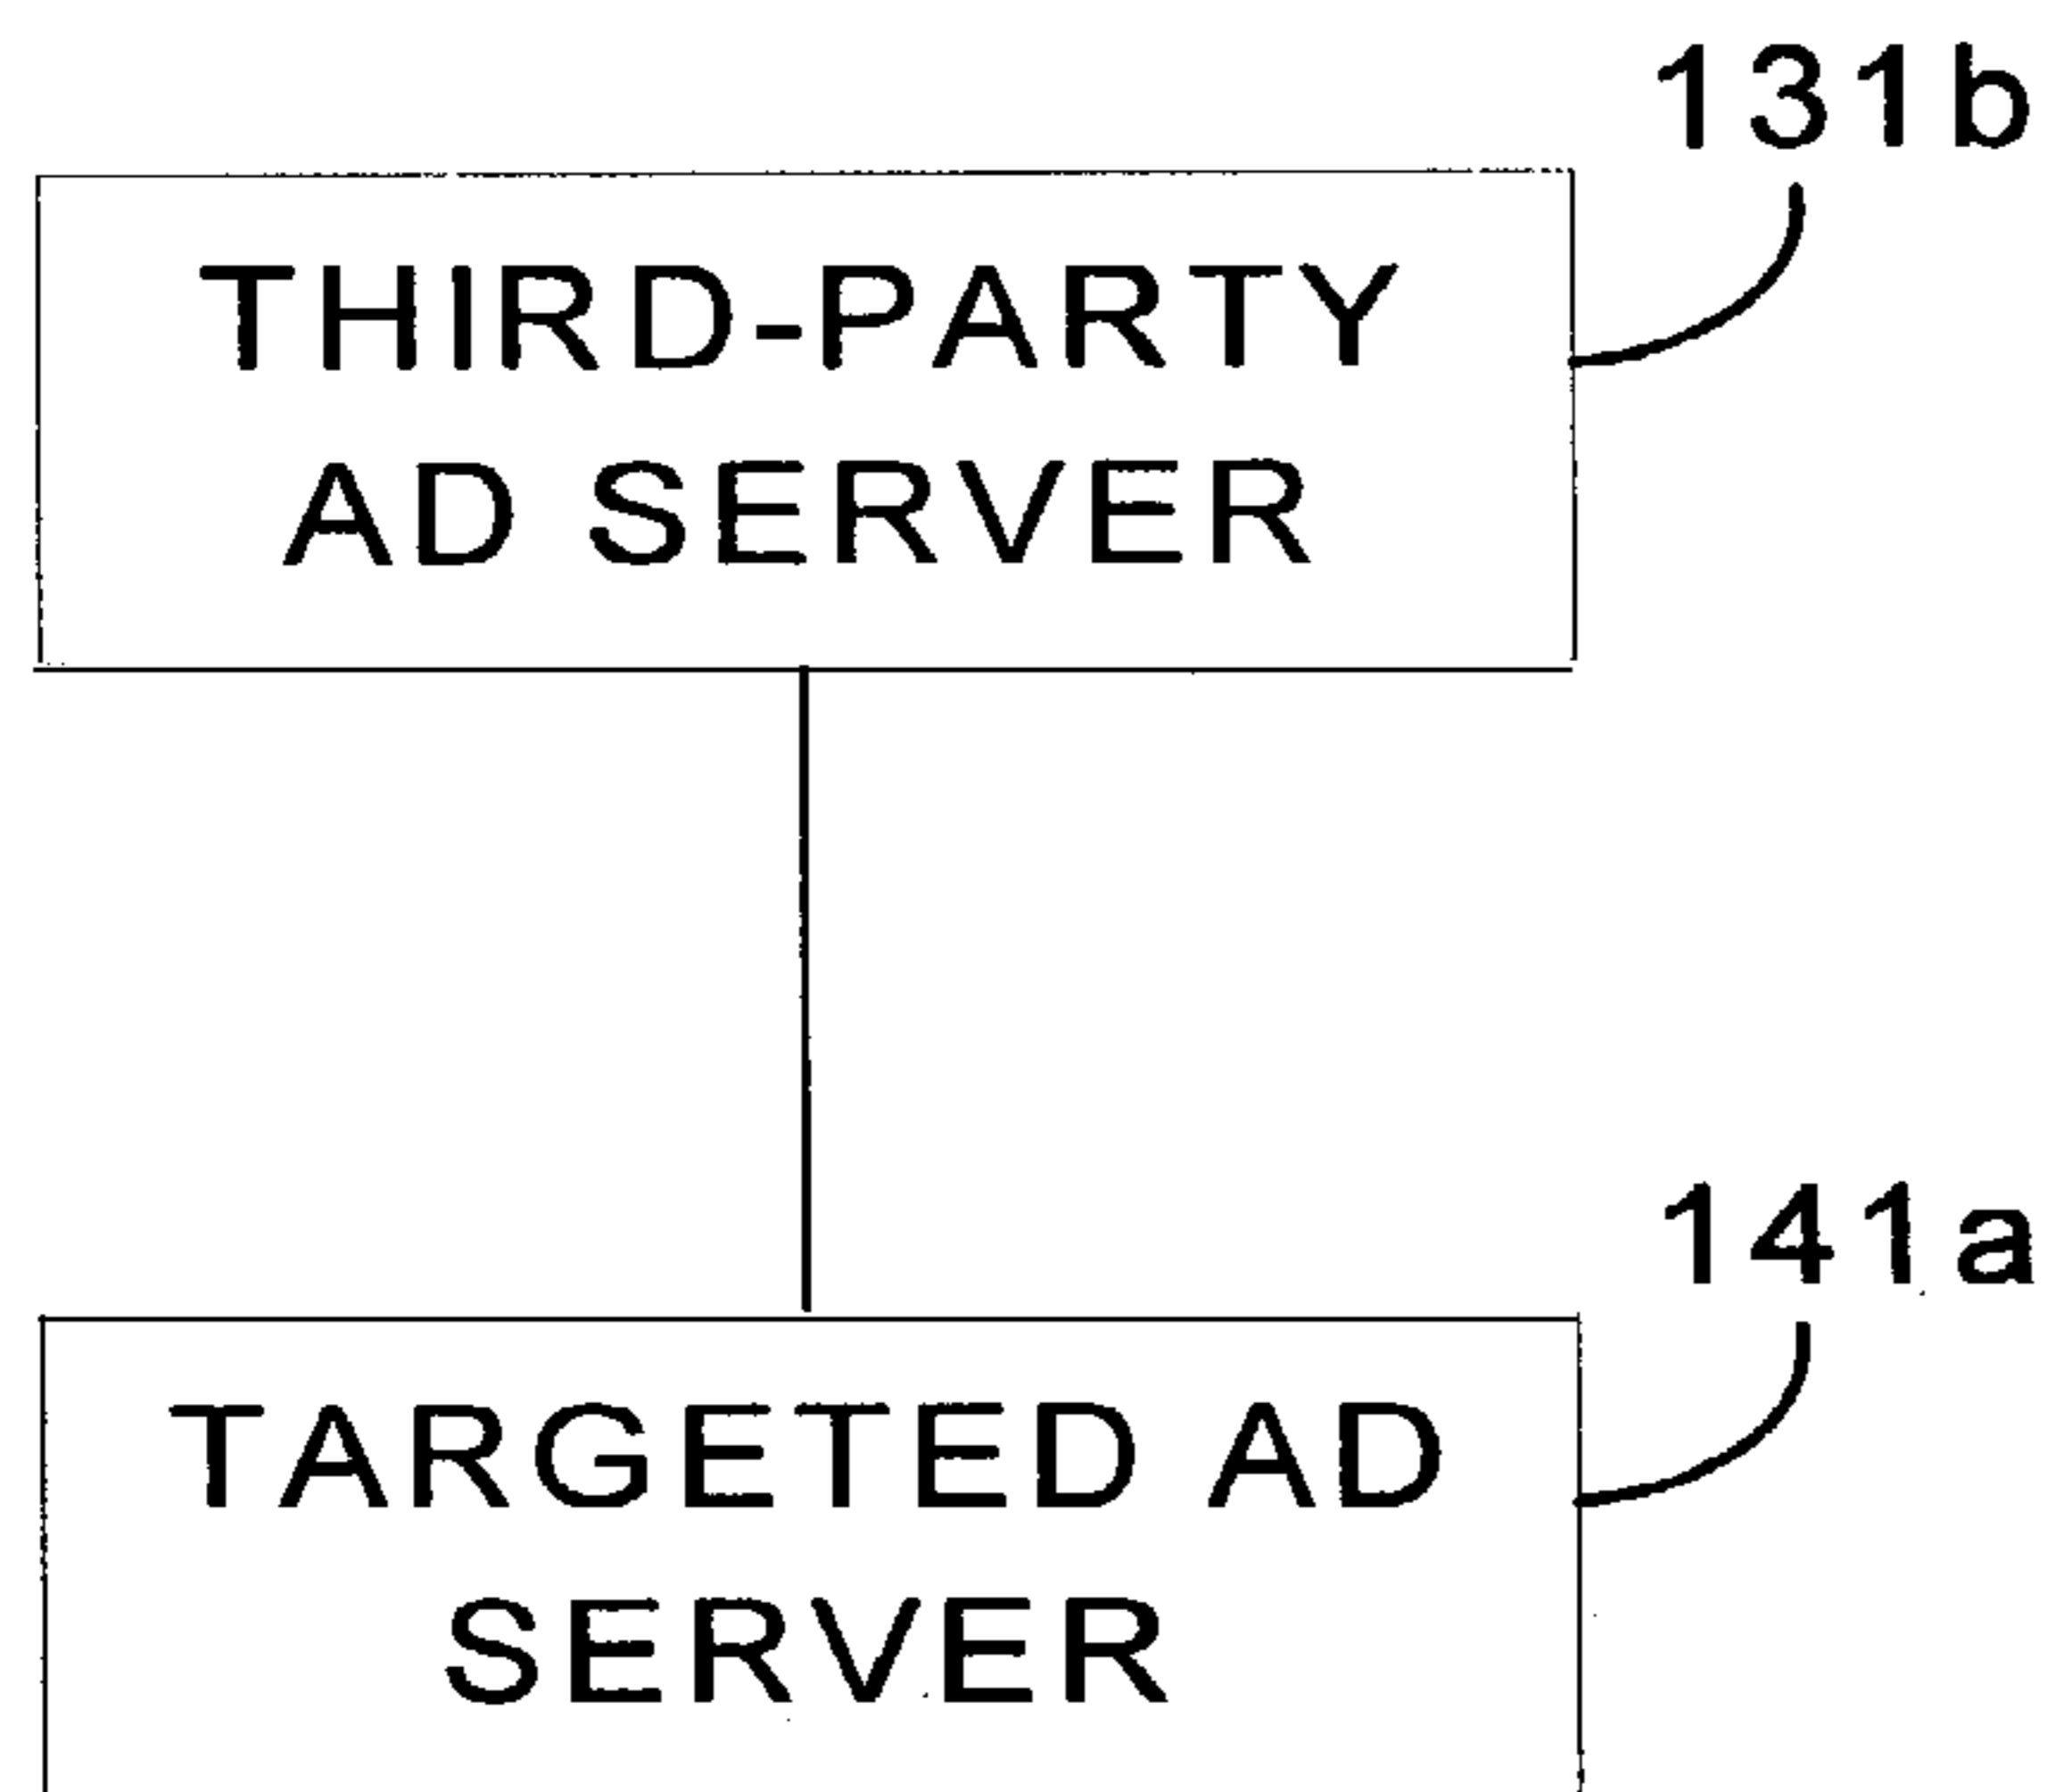 131b
THIRD-PARTY
AD SERVER
141a
TARGETED AD
SERVER